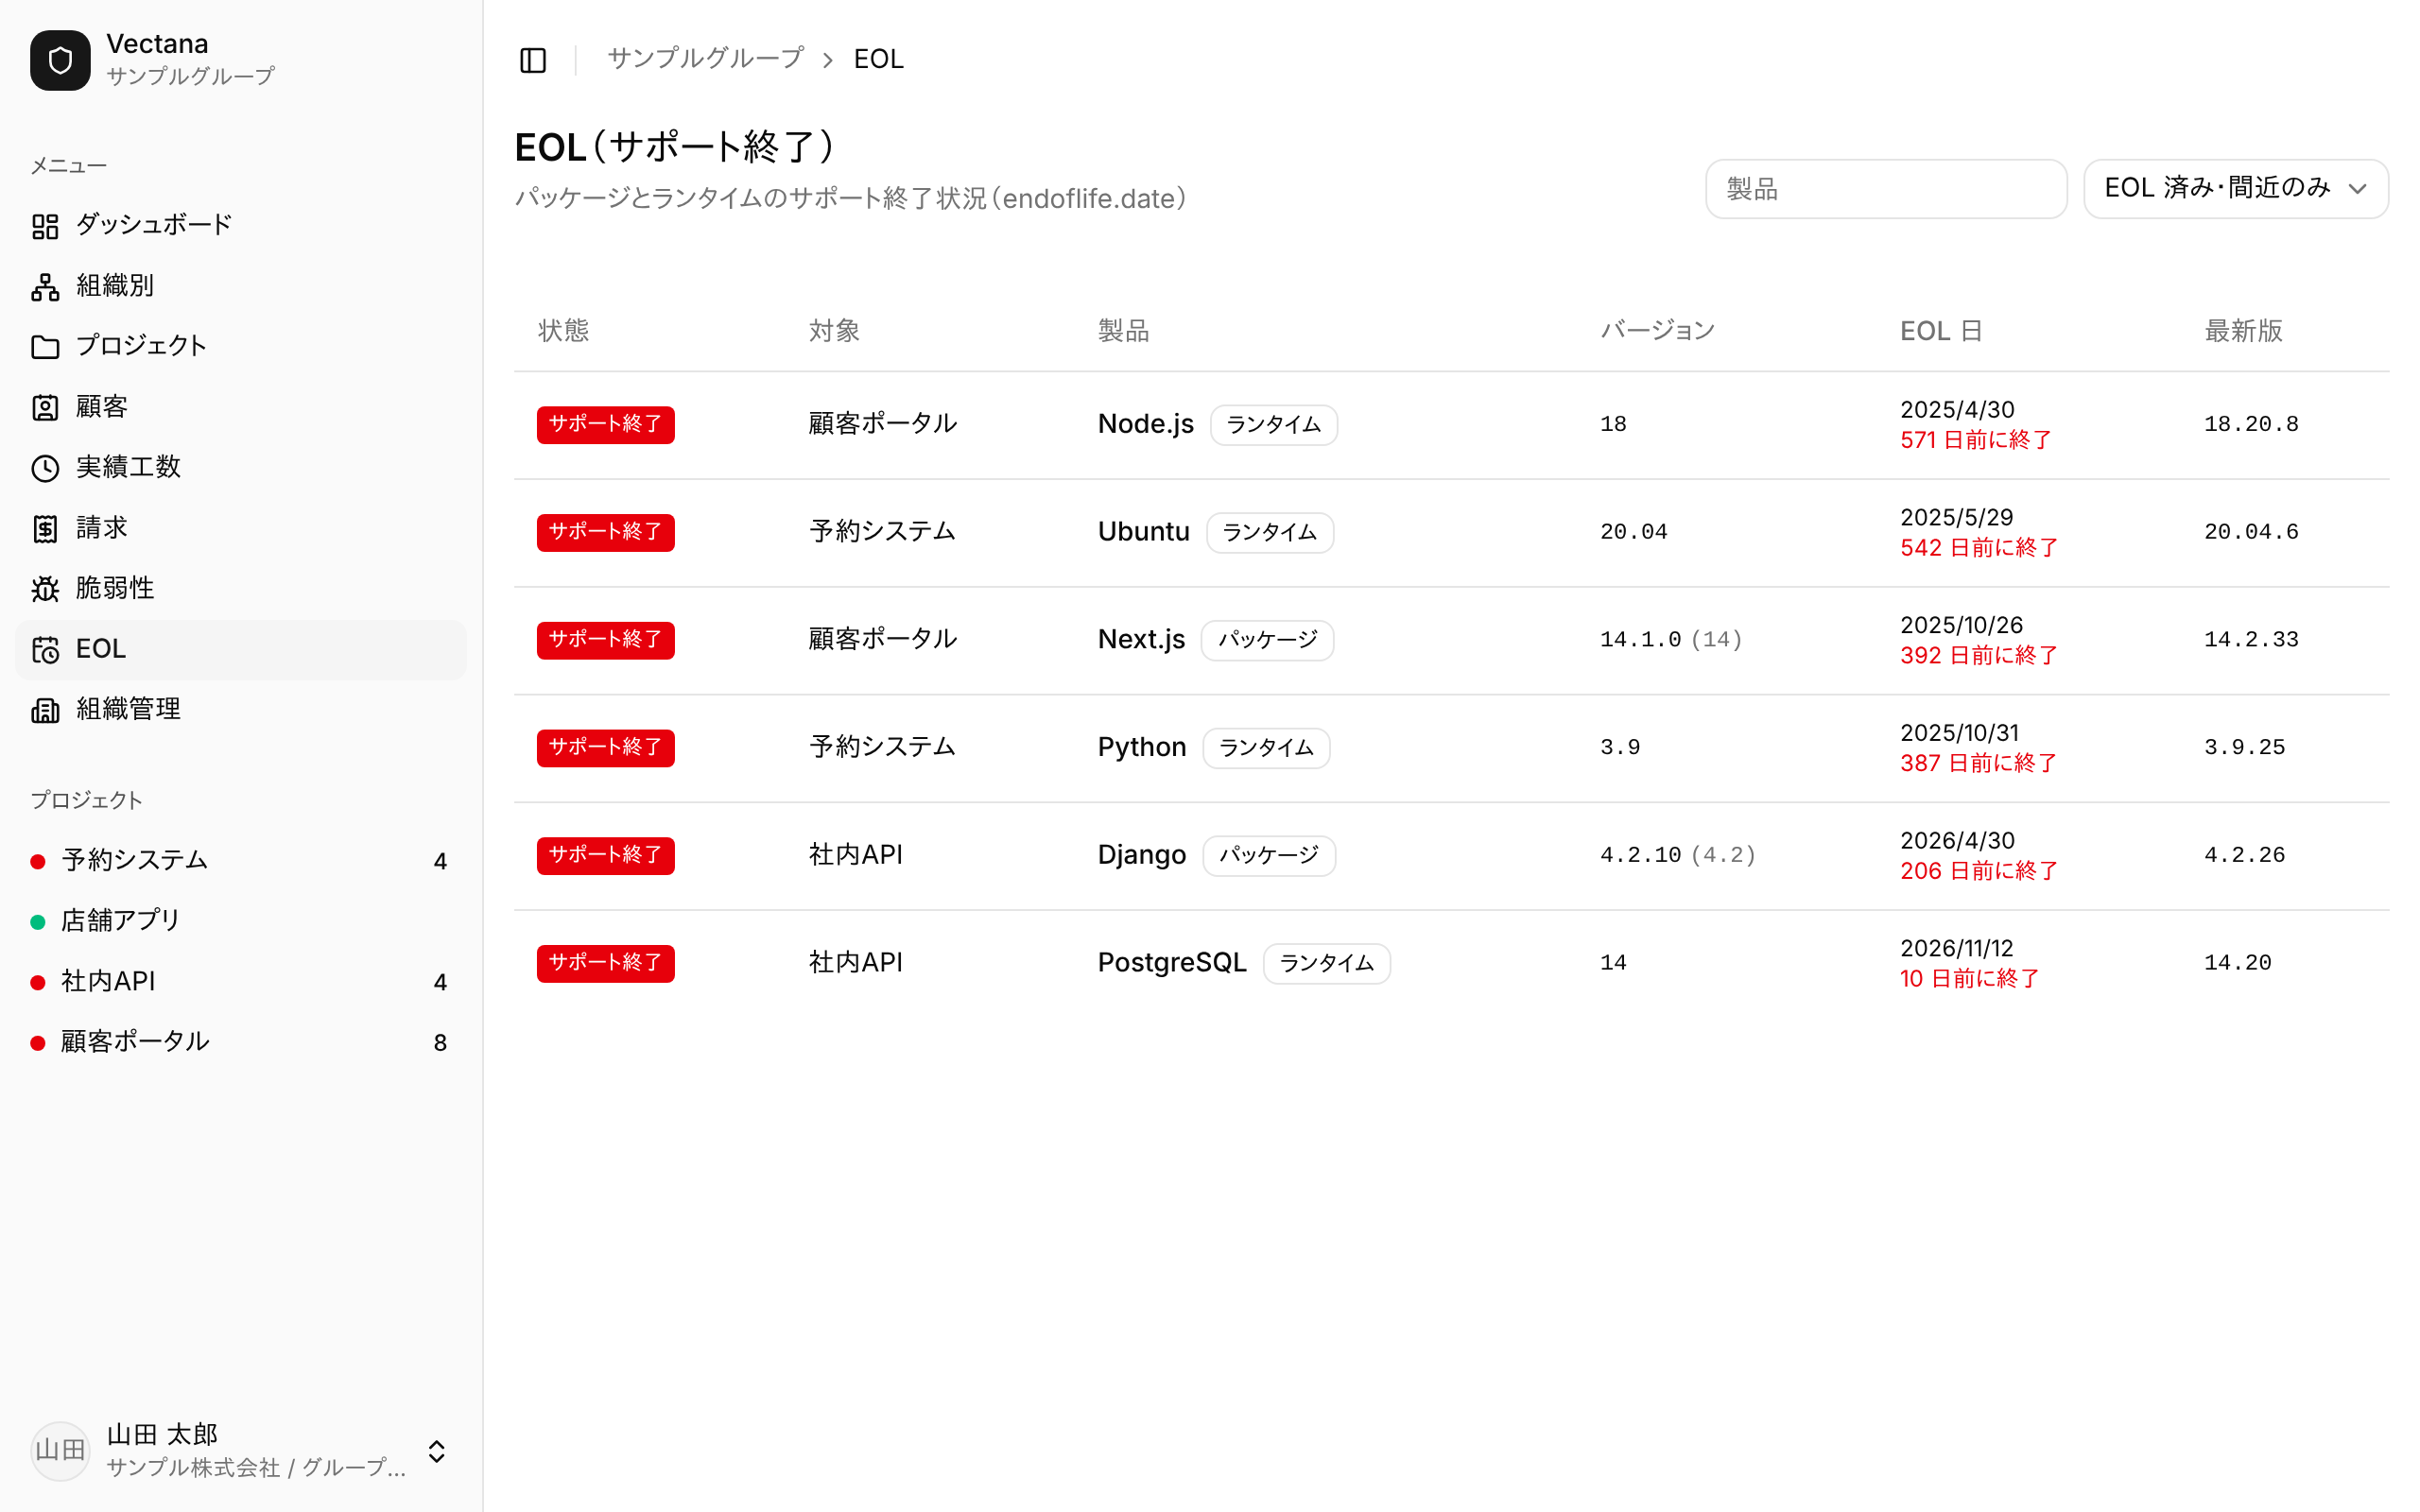 Vectana
サンプルグループ
メニュー
ダッシュボード
組織別
プロジェクト
顧客
実績工数
請求
脆弱性
EOL
組織管理
プロジェクト
予約システム 4
店舗アプリ
社内API 4
顧客ポータル 8
山田
山田 太郎
サンプル株式会社 / グループ...
サンプルグループ > EOL
EOL（サポート終了）
パッケージとランタイムのサポート終了状況（endoflife.date）
製品
EOL 済み・間近のみ
状態 対象 製品 バージョン EOL 日 最新版
サポート終了 顧客ポータル Node.js ランタイム 18 2025/4/30 18.20.8
571 日前に終了
サポート終了 予約システム Ubuntu ランタイム 20.04 2025/5/29 20.04.6
542 日前に終了
サポート終了 顧客ポータル Next.js パッケージ 14.1.0 (14) 2025/10/26 14.2.33
392 日前に終了
サポート終了 予約システム Python ランタイム 3.9 2025/10/31 3.9.25
387 日前に終了
サポート終了 社内API Django パッケージ 4.2.10 (4.2) 2026/4/30 4.2.26
206 日前に終了
サポート終了 社内API PostgreSQL ランタイム 14 2026/11/12 14.20
10 日前に終了